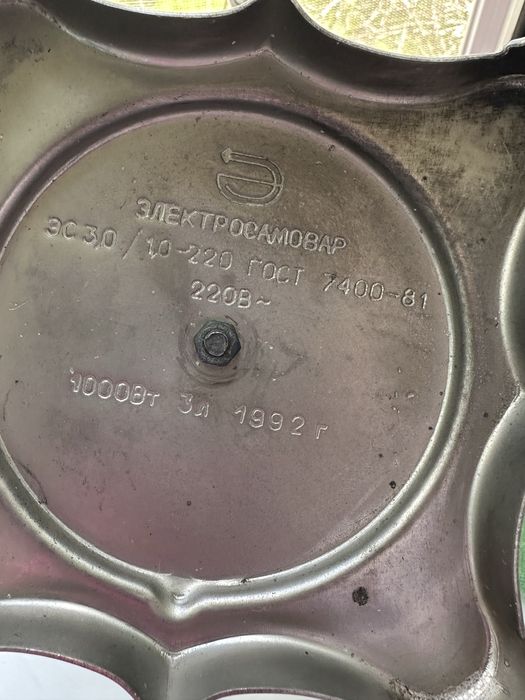 ЭЛЕКТРОСАМОВАР
ЭС 3,0 / 1,0-220 ГОСТ 7400-81
220В~
1000Вт 3л 1992 г